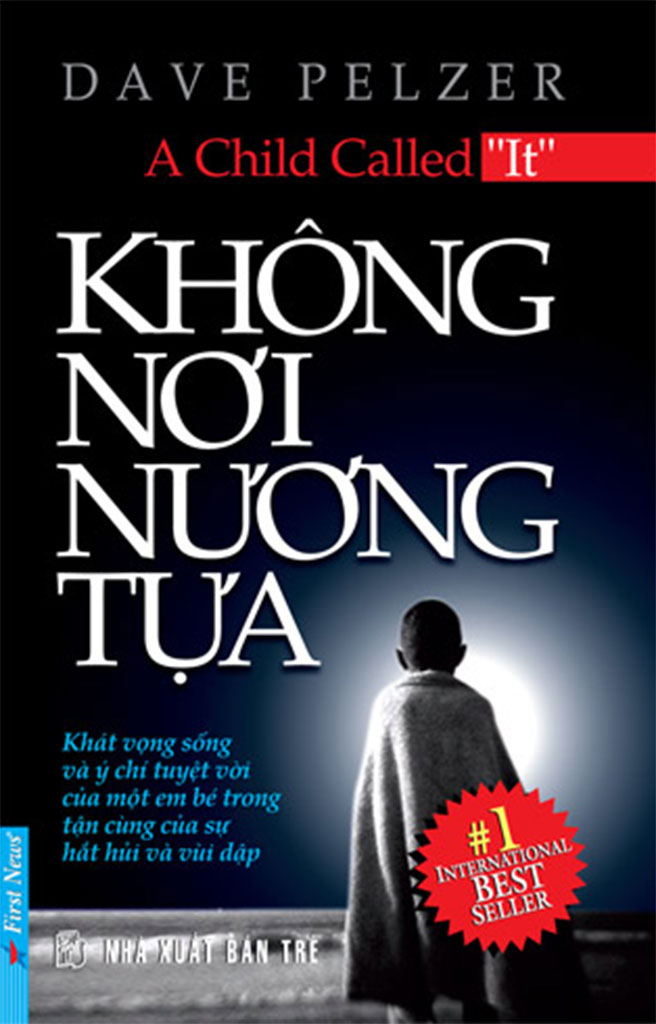 DAVE PELZER
A Child Called "It"
KHÔNG
NƠI
NƯƠNG
TỰA
Khát vọng sống
và ý chí tuyệt vời
của một em bé trong
tận cùng của sự
hắt hủi và vùi dập
#1
INTERNATIONAL
BEST
SELLER
First News®
NHÀ XUẤT BẢN TRẺ